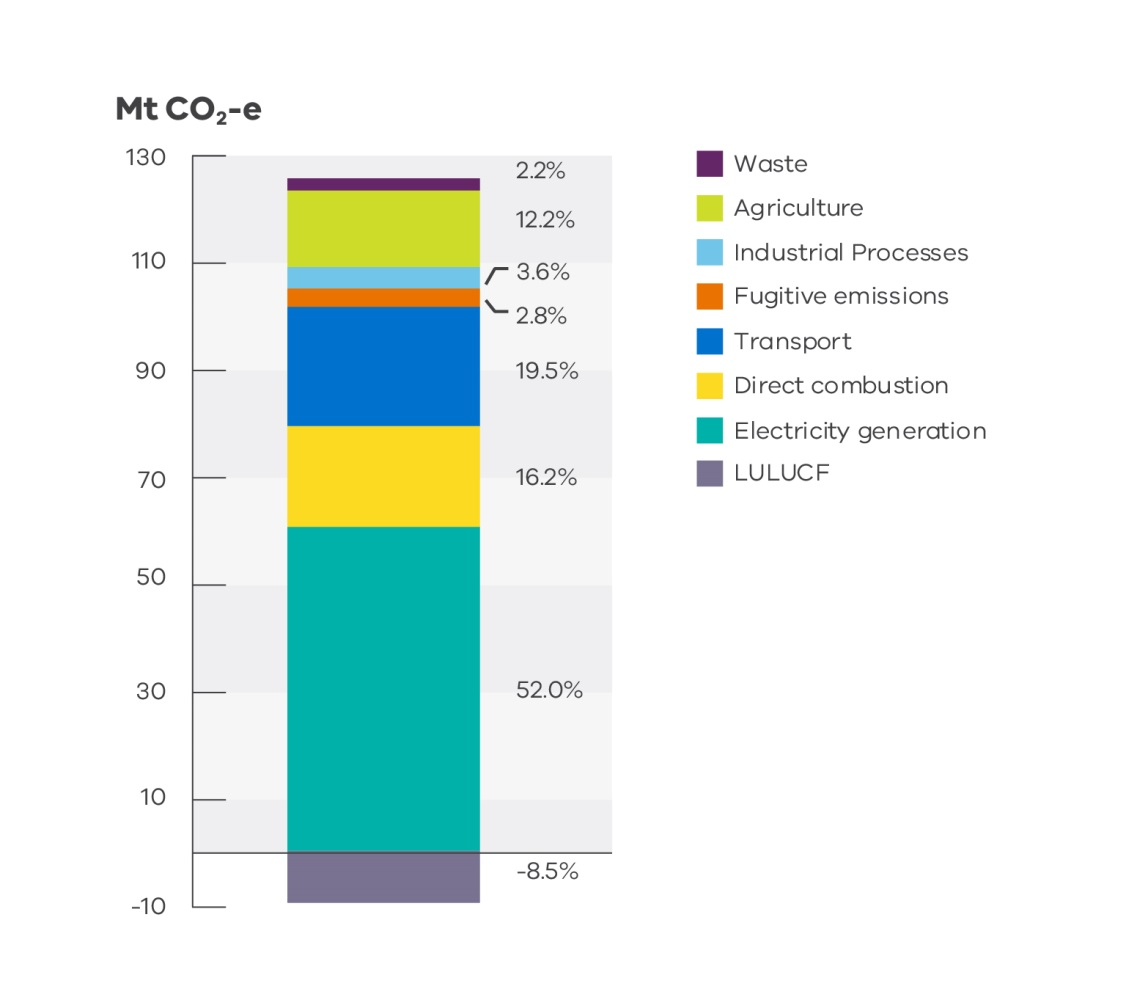 Mt CO₂-e
130
110
90
70
50
30
10
-10
2.2%
12.2%
3.6%
2.8%
19.5%
16.2%
52.0%
-8.5%
Waste
Agriculture
Industrial Processes
Fugitive emissions
Transport
Direct combustion
Electricity generation
LULUCF